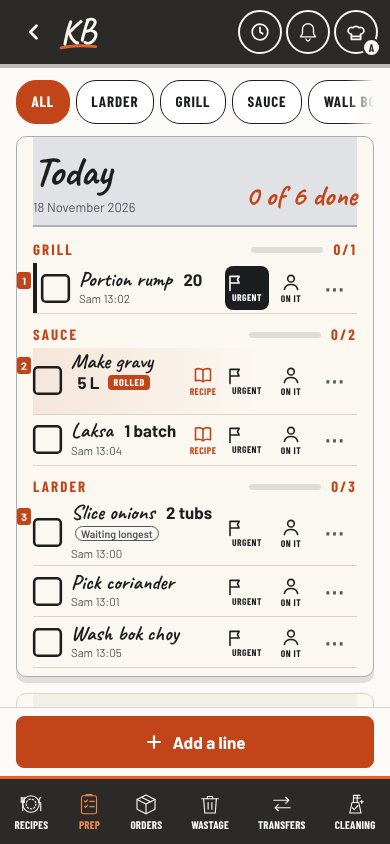 KB
A
ALL LARDER GRILL SAUCE WALL BO
Today
18 November 2026
0 of 6 done
GRILL 0/1
1
Portion rump 20
Sam 13:02
URGENT ON IT ...
SAUCE 0/2
2
Make gravy
5 L ROLLED
RECIPE URGENT ON IT ...
Laksa 1 batch
Sam 13:04
RECIPE URGENT ON IT ...
LARDER 0/3
3
Slice onions 2 tubs
Waiting longest
Sam 13:00
URGENT ON IT ...
Pick coriander
Sam 13:01
URGENT ON IT ...
Wash bok choy
Sam 13:05
URGENT ON IT ...
+ Add a line
RECIPES PREP ORDERS WASTAGE TRANSFERS CLEANING